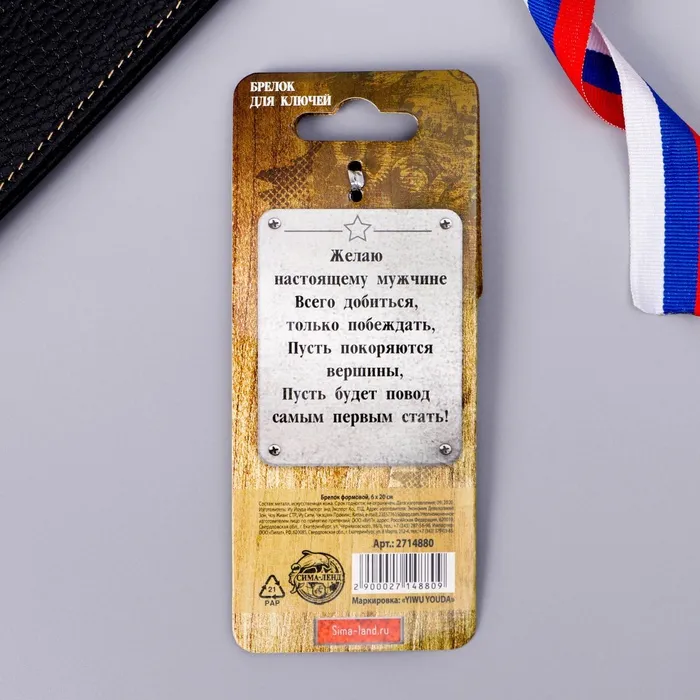 БРЕЛОК
ДЛЯ КЛЮЧЕЙ
Желаю
настоящему мужчине
Всего добиться,
только побеждать,
Пусть покоряются
вершины,
Пусть будет повод
самым первым стать!
Брелок формовой, 6 х 20 см
Арт.: 2714880
СИМА-ЛЕНД
21
PAP
2 900027 148809
Маркировка: «YIWU YOUDA»
Sima-land.ru